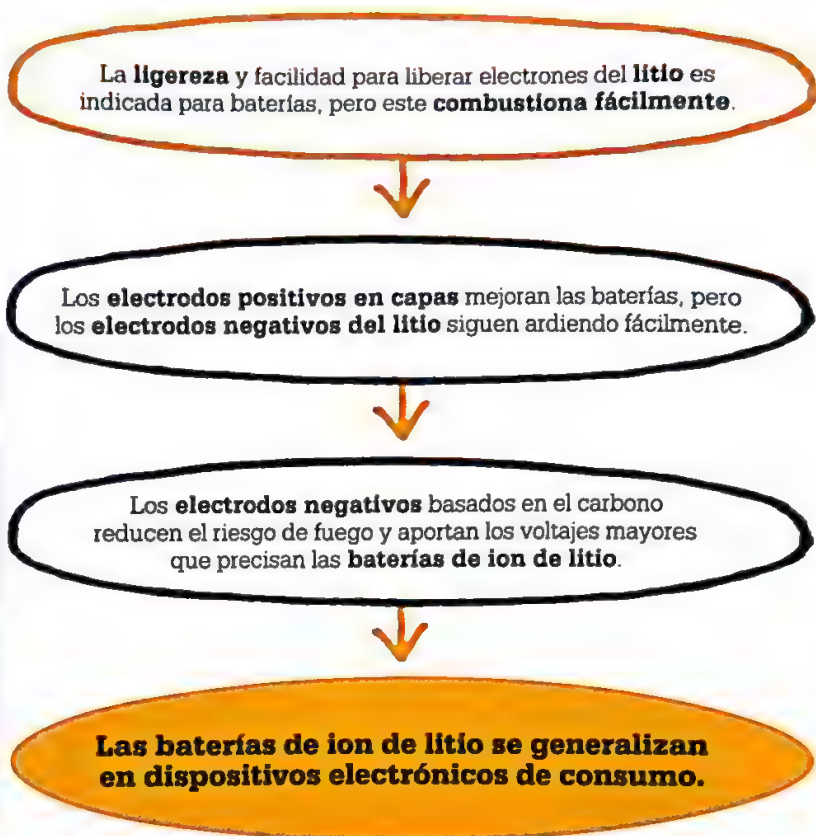 La ligereza y facilidad para liberar electrones del litio es
indicada para baterías, pero este combustiona fácilmente.
Los electrodos positivos en capas mejoran las baterías, pero
los electrodos negativos del litio siguen ardiendo fácilmente.
Los electrodos negativos basados en el carbono
reducen el riesgo de fuego y aportan los voltajes mayores
que precisan las baterías de ion de litio.
Las baterías de ion de litio se generalizan
en dispositivos electrónicos de consumo.